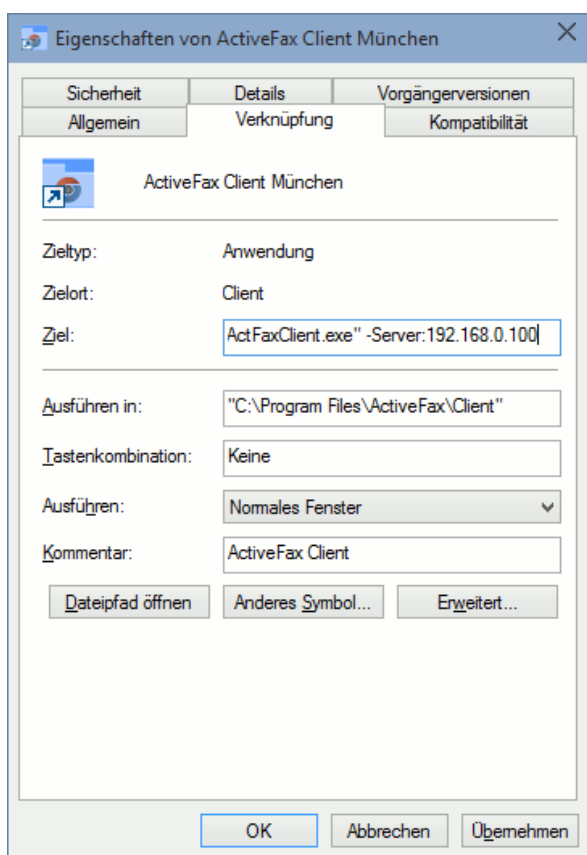 Eigenschaften von ActiveFax Client München
Sicherheit Details Vorgängerversionen
Allgemein Verknüpfung Kompatibilität
ActiveFax Client München
Zieltyp: Anwendung
Zielort: Client
Ziel: ActFaxClient.exe" -Server:192.168.0.100
Ausführen in: "C:\Program Files\ActiveFax\Client"
Tastenkombination: Keine
Ausführen: Normales Fenster
Kommentar: ActiveFax Client
Dateipfad öffnen Anderes Symbol... Erweitert...
OK Abbrechen Übernehmen